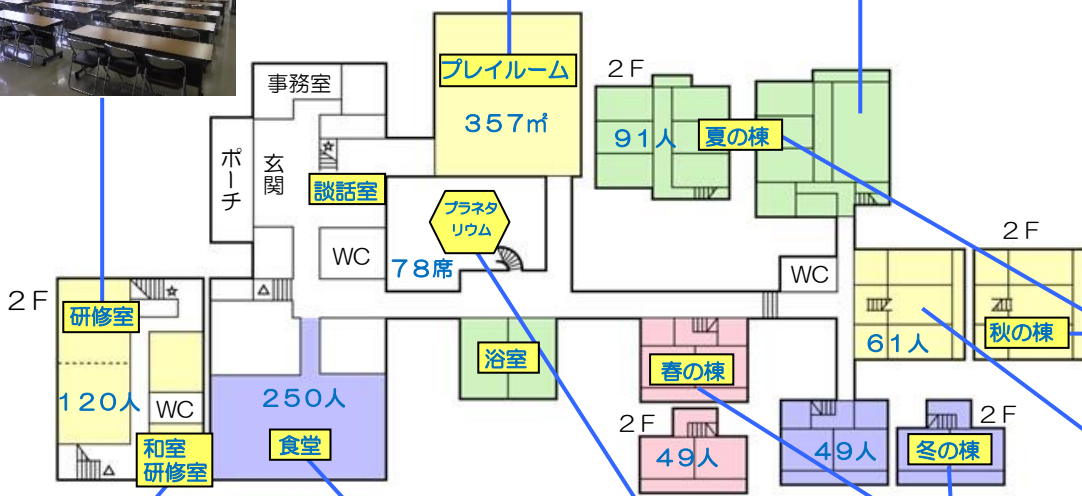 プレイルーム
357㎡
事務室
ポーチ
玄関
☆
談話室
WC
プラネタ
リウム
78席
2F
91人
夏の棟
WC
2F
61人
秋の棟
2F
研修室
☆
120人
WC
和室
研修室
△
△
250人
食堂
浴室
春の棟
2F
49人
49人
2F
冬の棟